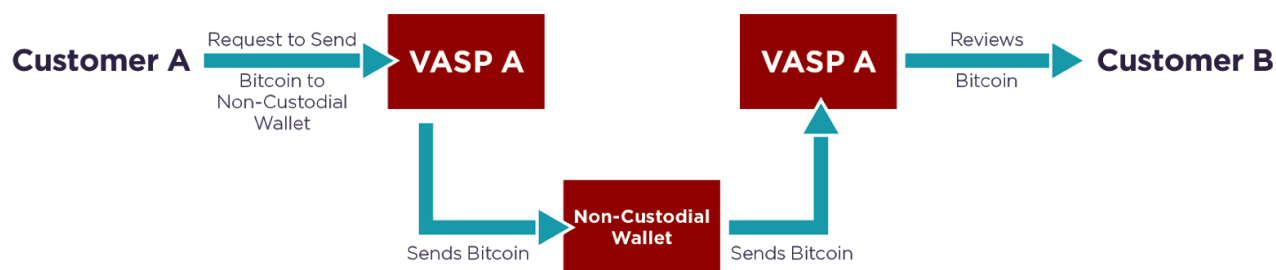 Customer A
Request to Send
Bitcoin to
Non-Custodial
Wallet
VASP A
Sends Bitcoin
Non-Custodial
Wallet
Sends Bitcoin
VASP A
Reviews
Bitcoin
Customer B